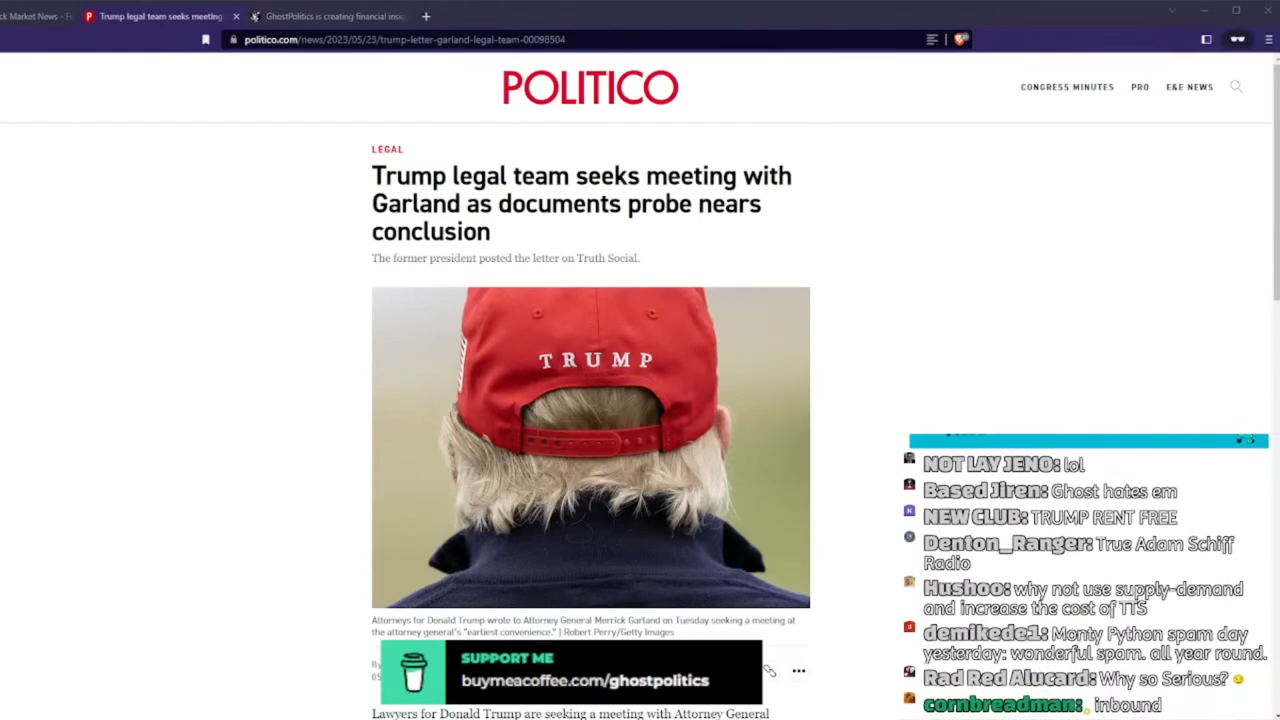 ck Market News - F
Trump legal team seeks meeting
GhostPolitics is creating financial insi
politico.com/news/2023/05/23/trump-letter-garland-legal-team-00098504
POLITICO
CONGRESS MINUTES
PRO
E&E NEWS
LEGAL
Trump legal team seeks meeting with
Garland as documents probe nears
conclusion
The former president posted the letter on Truth Social.
TRUMP
Attorneys for Donald Trump wrote to Attorney General Merrick Garland on Tuesday seeking a meeting at
the attorney general's "earliest convenience." | Robert Perry/Getty Images
SUPPORT ME
buymeacoffee.com/ghostpolitics
Lawyers for Donald Trump are seeking a meeting with Attorney General
NOT LAY JENO: lol
Based Jiren: Ghost hates em
NEW CLUB: TRUMP RENT FREE
Denton_Ranger: True Adam Schiff
Radio
Hushoo: why not use supply-demand
and increase the cost of TTS
demikede1: Monty Python spam day
yesterday: wonderful spam. all year round.
Rad Red Alucard: Why so Serious?
cornbreadman: inbound